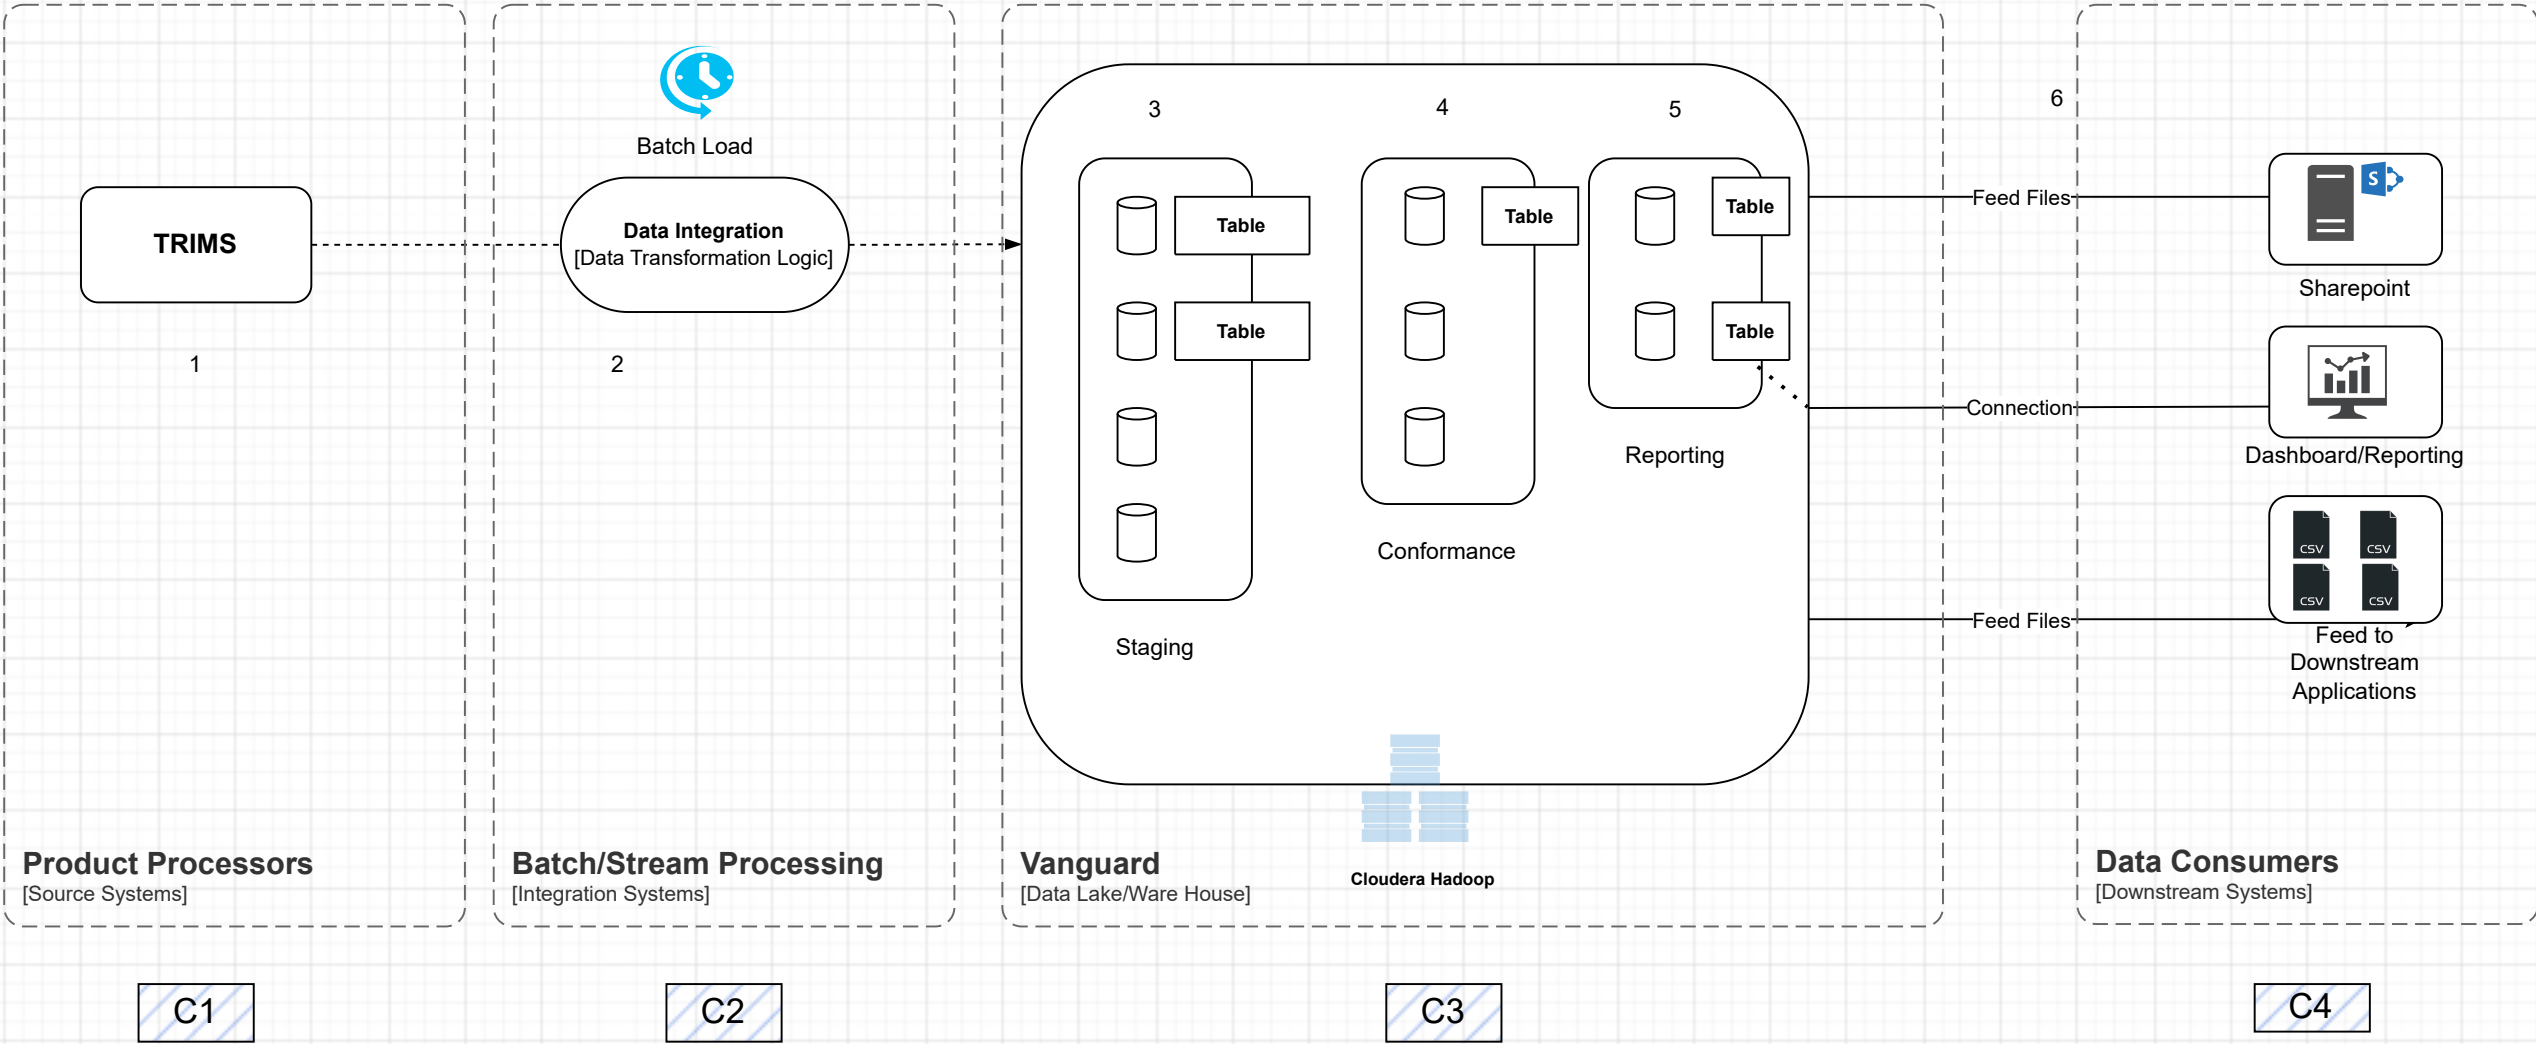 Batch Load
TRIMS
1
Data Integration
[Data Transformation Logic]
2
3
4
5
6
Table
Table
Staging
Table
Conformance
Table
Table
Reporting
Cloudera Hadoop
Feed Files
Connection
Feed Files
S
Sharepoint
Dashboard/Reporting
CSV
CSV
CSV
CSV
Feed to
Downstream
Applications
Product Processors
[Source Systems]
Batch/Stream Processing
[Integration Systems]
Vanguard
[Data Lake/Ware House]
Data Consumers
[Downstream Systems]
C1
C2
C3
C4